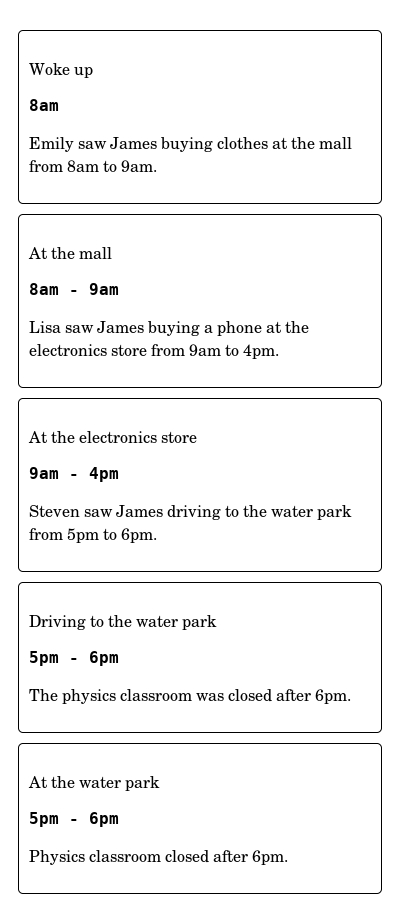 Woke up
8am
Emily saw James buying clothes at the mall
from 8am to 9am.
At the mall
8am - 9am
Lisa saw James buying a phone at the
electronics store from 9am to 4pm.
At the electronics store
9am - 4pm
Steven saw James driving to the water park
from 5pm to 6pm.
Driving to the water park
5pm - 6pm
The physics classroom was closed after 6pm.
At the water park
5pm - 6pm
Physics classroom closed after 6pm.